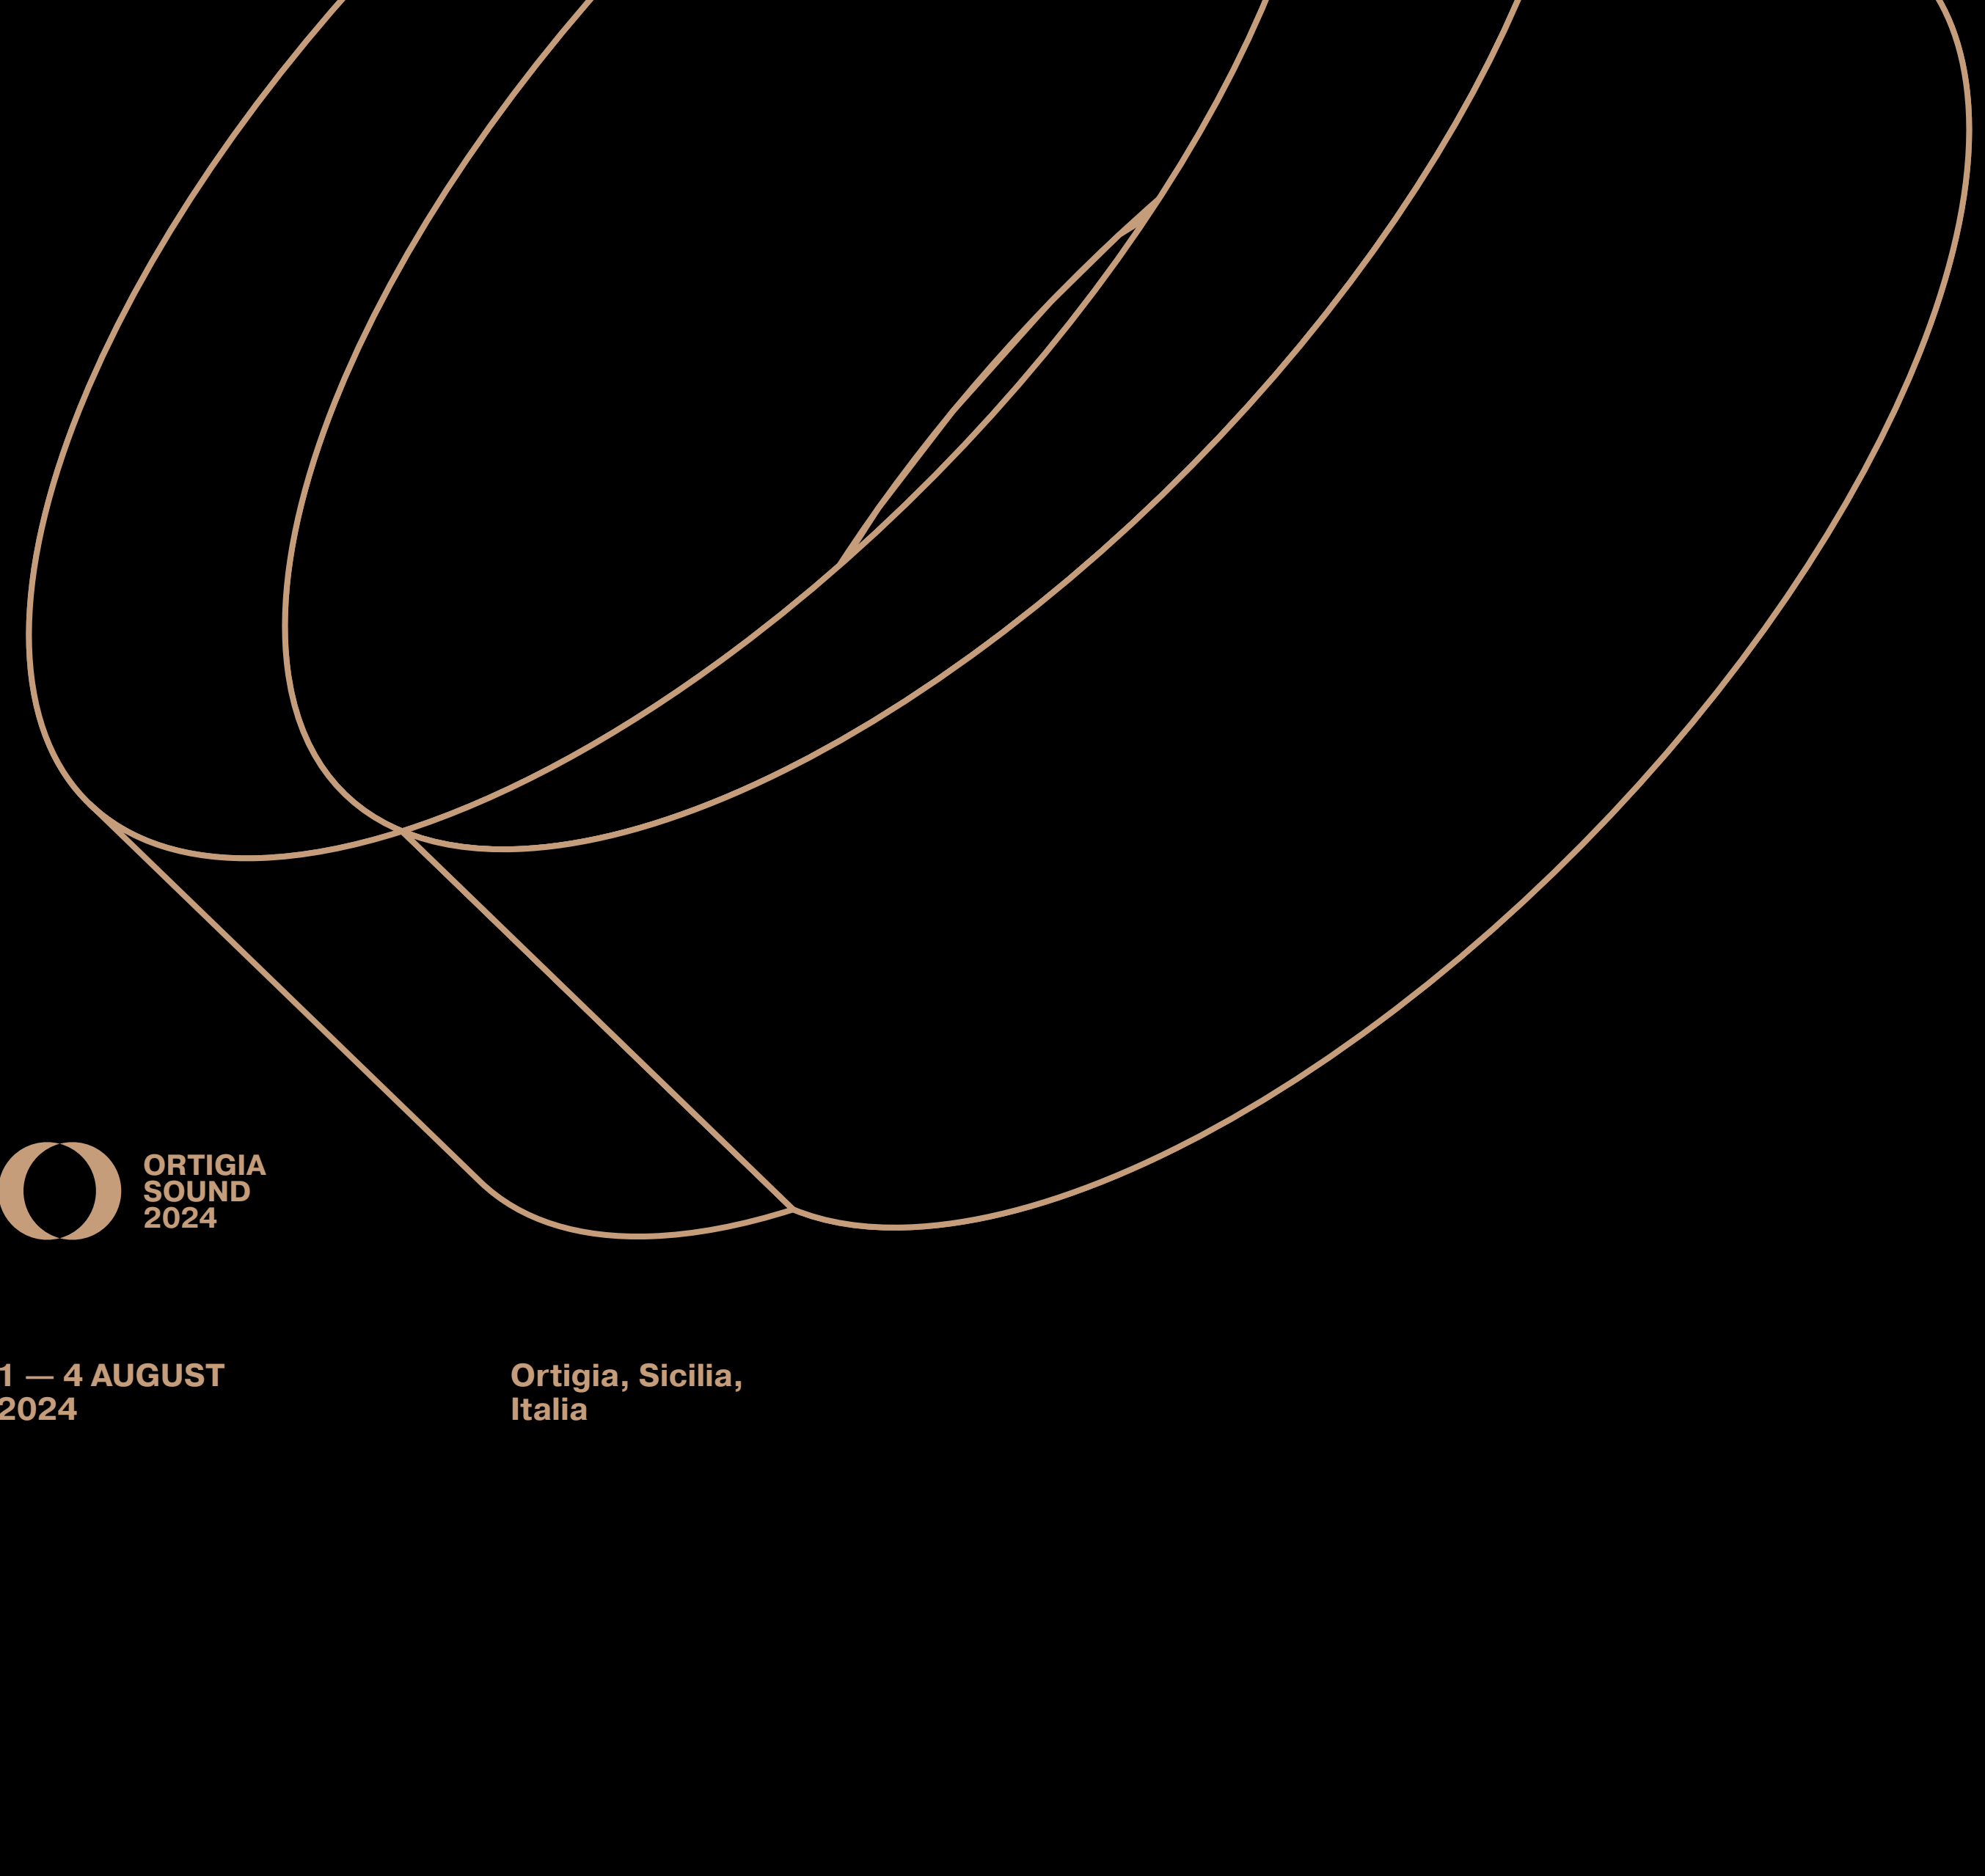 ORTIGIA
SOUND
2024
1 — 4 AUGUST
2024
Ortigia, Sicilia,
Italia